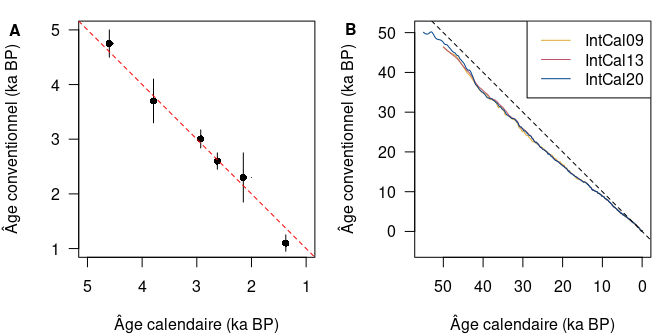 A
Âge conventionnel (ka BP)
5
4
3
2
1
5 4 3 2 1
Âge calendaire (ka BP)
B
Âge conventionnel (ka BP)
50
40
30
20
10
0
IntCal09
IntCal13
IntCal20
50 40 30 20 10 0
Âge calendaire (ka BP)